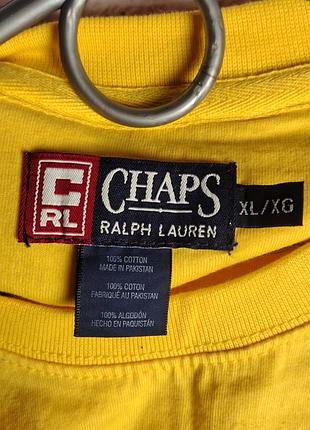 C
RL
CHAPS
RALPH LAUREN
XL/XG
100% COTTON
MADE IN PAKISTAN
100% COTON
FABRIQUÉ AU PAKISTAN
100% ALGODÓN
HECHO EN PAQUISTÁN